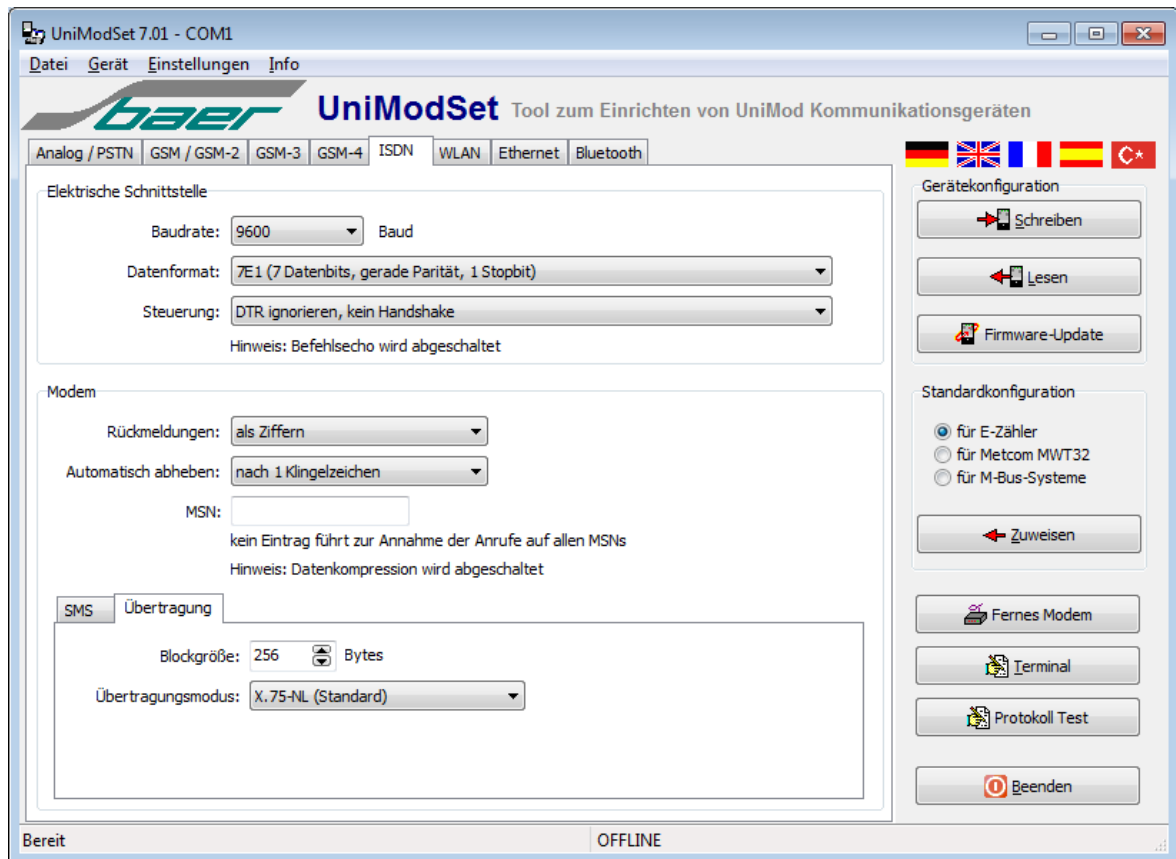 UniModSet 7.01 - COM1
Datei Gerät Einstellungen Info
baer UniModSet Tool zum Einrichten von UniMod Kommunikationsgeräten
Analog / PSTN GSM / GSM-2 GSM-3 GSM-4 ISDN WLAN Ethernet Bluetooth
Elektrische Schnittstelle
Baudrate: 9600 Baud
Datenformat: 7E1 (7 Datenbits, gerade Parität, 1 Stopbit)
Steuerung: DTR ignorieren, kein Handshake
Hinweis: Befehlsecho wird abgeschaltet
Modem
Rückmeldungen: als Ziffern
Automatisch abheben: nach 1 Klingelzeichen
MSN:
kein Eintrag führt zur Annahme der Anrufe auf allen MSNs
Hinweis: Datenkompression wird abgeschaltet
SMS Übertragung
Blockgröße: 256 Bytes
Übertragungsmodus: X.75-NL (Standard)
Gerätekonfiguration
Schreiben
Lesen
Firmware-Update
Standardkonfiguration
für E-Zähler
für Metcom MWT32
für M-Bus-Systeme
Zuweisen
Fernes Modem
Terminal
Protokoll Test
Beenden
Bereit OFFLINE